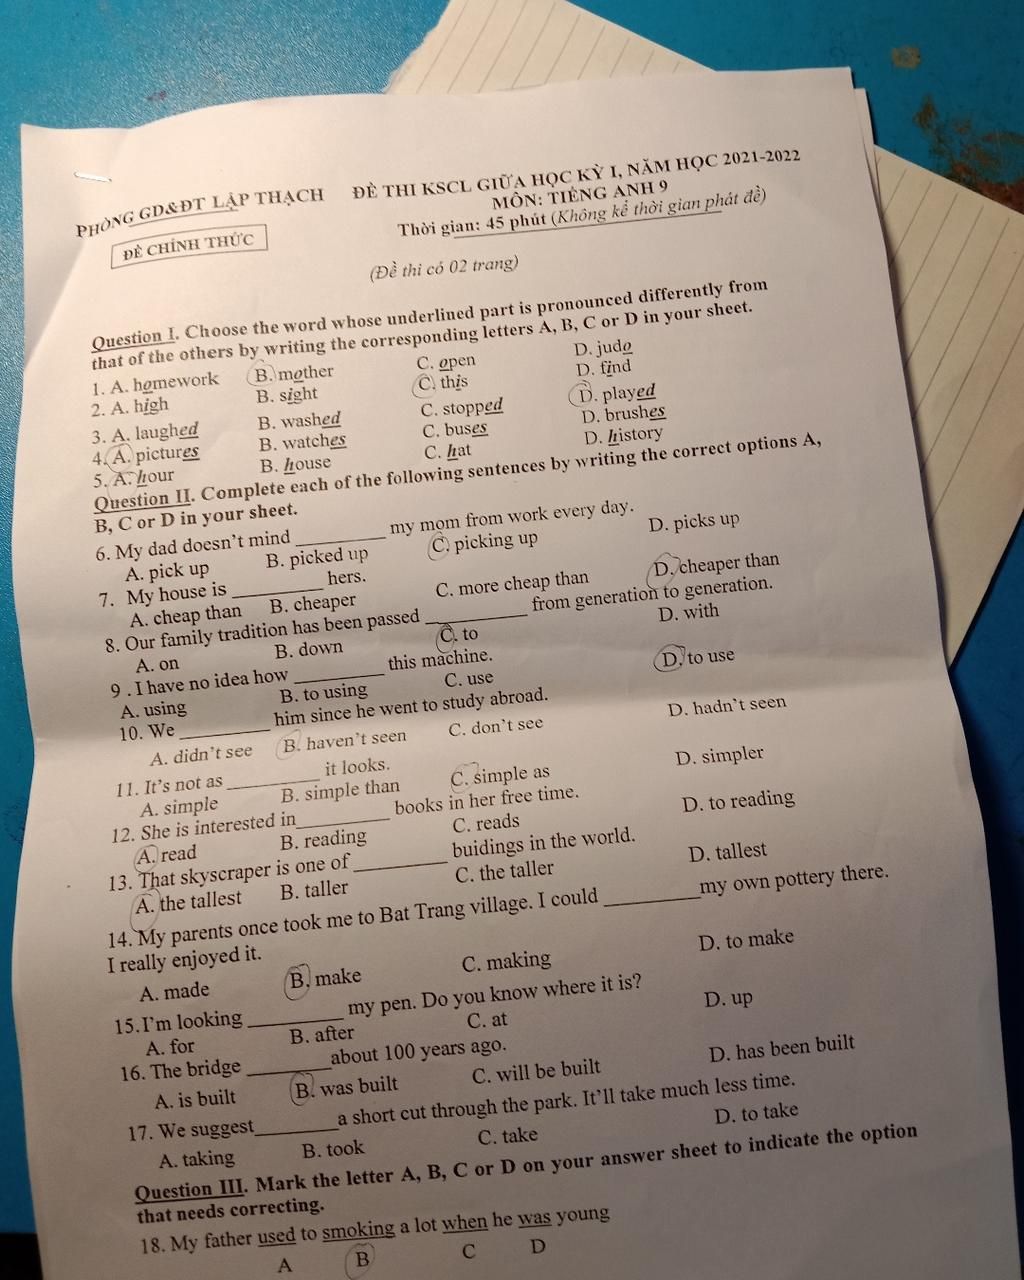 PHÒNG GD&ĐT LẬP THẠCH
ĐỀ CHÍNH THỨC
ĐỀ THI KSCL GIỮA HỌC KỲ I, NĂM HỌC 2021-2022
MÔN: TIẾNG ANH 9
Thời gian: 45 phút (Không kể thời gian phát đề)
(Đề thi có 02 trang)
Question I. Choose the word whose underlined part is pronounced differently from
that of the others by writing the corresponding letters A, B, C or D in your sheet.
1. A. homework B. mother C. open D. judo
2. A. high B. sight C. this D. find
3. A. laughed B. washed C. stopped D. played
4. A. pictures B. watches C. buses D. brushes
5. A. hour B. house C. hat D. history
Question II. Complete each of the following sentences by writing the correct options A,
B, C or D in your sheet.
6. My dad doesn't mind __________ my mom from work every day.
A. pick up B. picked up C. picking up D. picks up
7. My house is __________ hers.
A. cheap than B. cheaper C. more cheap than D. cheaper than
8. Our family tradition has been passed __________ from generation to generation.
A. on B. down C. to D. with
9 . I have no idea how __________ this machine.
A. using B. to using C. use D. to use
10. We __________ him since he went to study abroad.
A. didn't see B. haven't seen C. don't see D. hadn't seen
11. It's not as __________ it looks.
A. simple B. simple than C. simple as D. simpler
12. She is interested in__________ books in her free time.
A. read B. reading C. reads D. to reading
13. That skyscraper is one of __________ buidings in the world.
A. the tallest B. taller C. the taller D. tallest
14. My parents once took me to Bat Trang village. I could __________my own pottery there.
I really enjoyed it.
A. made B. make C. making D. to make
15.I'm looking __________ my pen. Do you know where it is?
A. for B. after C. at D. up
16. The bridge __________about 100 years ago.
A. is built B. was built C. will be built D. has been built
17. We suggest__________a short cut through the park. It'll take much less time.
A. taking B. took C. take D. to take
Question III. Mark the letter A, B, C or D on your answer sheet to indicate the option
that needs correcting.
18. My father used to smoking a lot when he was young
A B C D